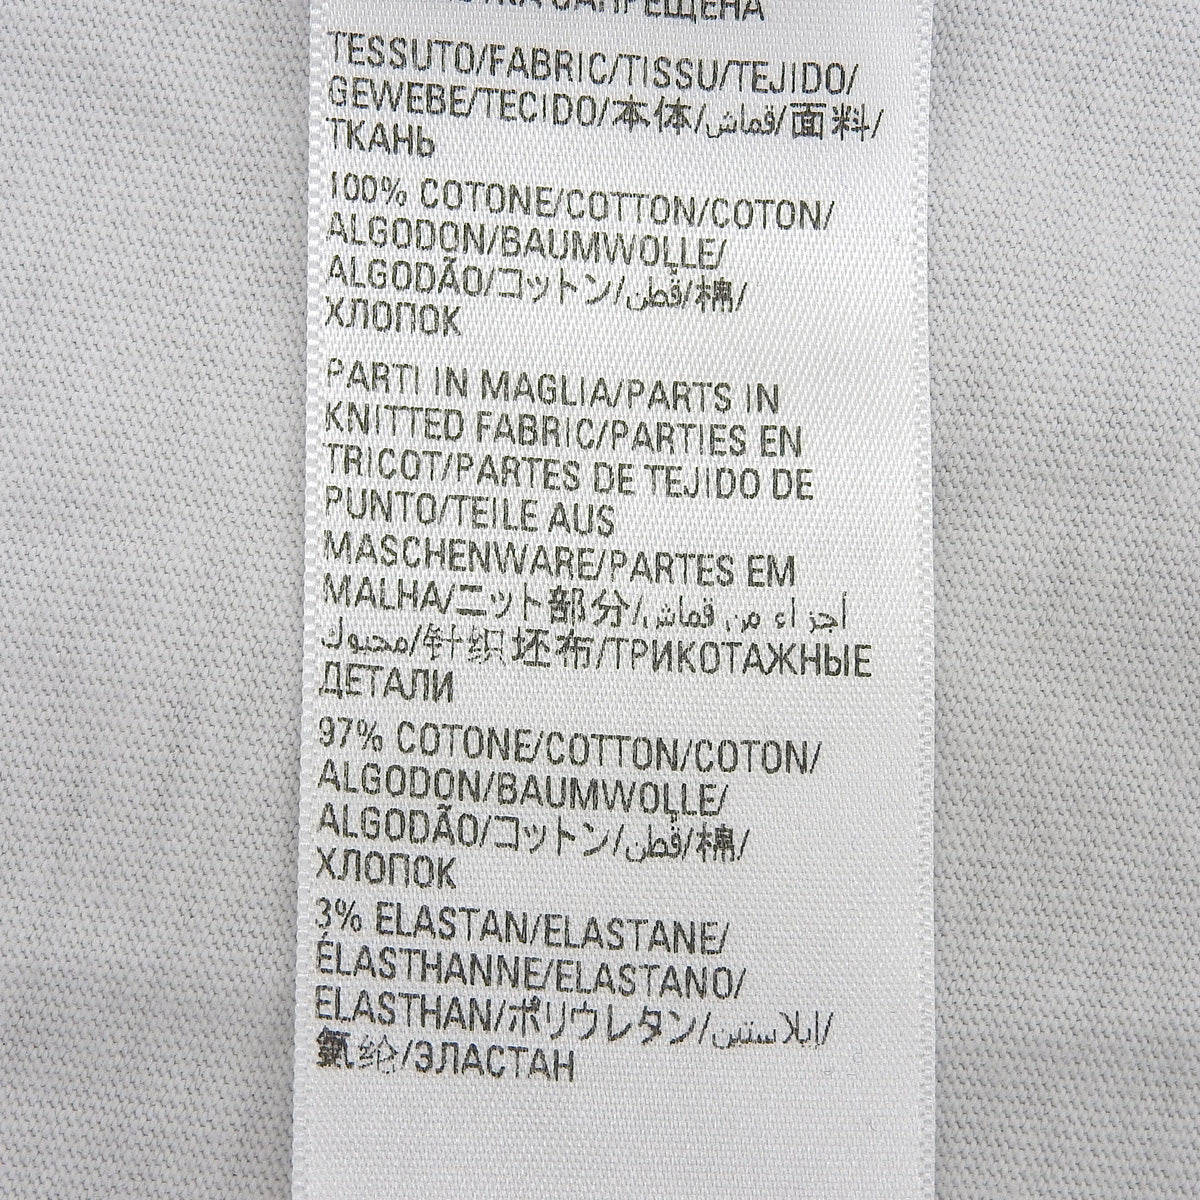 ЗАПРЕЩЕНА
TESSUTO/FABRIC/TISSU/TEJIDO/
GEWEBE/TECIDO/本体/قماش/面料/
ТКАНЬ
100% COTONE/COTTON/COTON/
ALGODON/BAUMWOLLE/
ALGODÃO/コットン/قطن/棉/
ХЛОПОК
PARTI IN MAGLIA/PARTS IN
KNITTED FABRIC/PARTIES EN
TRICOT/PARTES DE TEJIDO DE
PUNTO/TEILE AUS
MASCHENWARE/PARTES EM
MALHA/ニット部分/أجزاء من قماش
محبوك/针织坯布/ТРИКОТАЖНЫЕ
ДЕТАЛИ
97% COTONE/COTTON/COTON/
ALGODON/BAUMWOLLE/
ALGODÃO/コットン/قطن/棉/
ХЛОПОК
3% ELASTAN/ELASTANE/
ÉLASTHANNE/ELASTANO/
ELASTHAN/ポリウレタン/إيلاستين/
氨纶/ЭЛАСТАН